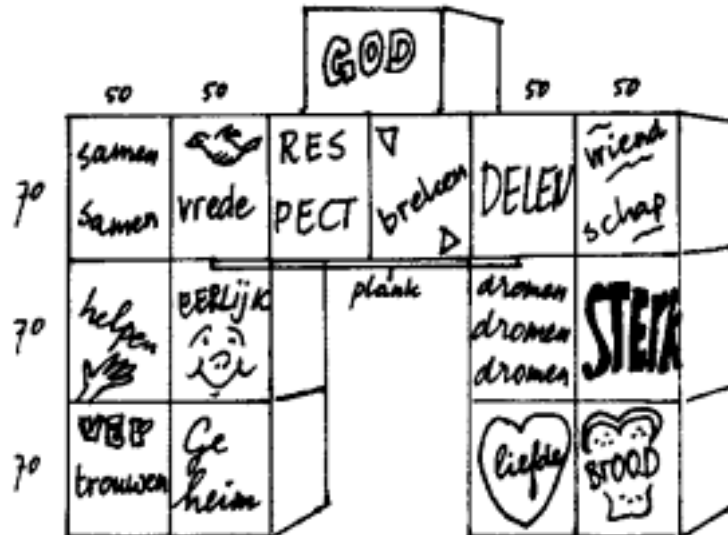 GOD
50 50 50 50
70
samen
samen
vrede
RES
PECT
breken
DELEN
vriend
schap
plank
70
helpen
EERLIJK
dromen
dromen
dromen
STERK
70
VER
trouwen
Ge
heim
liefde
BROOD